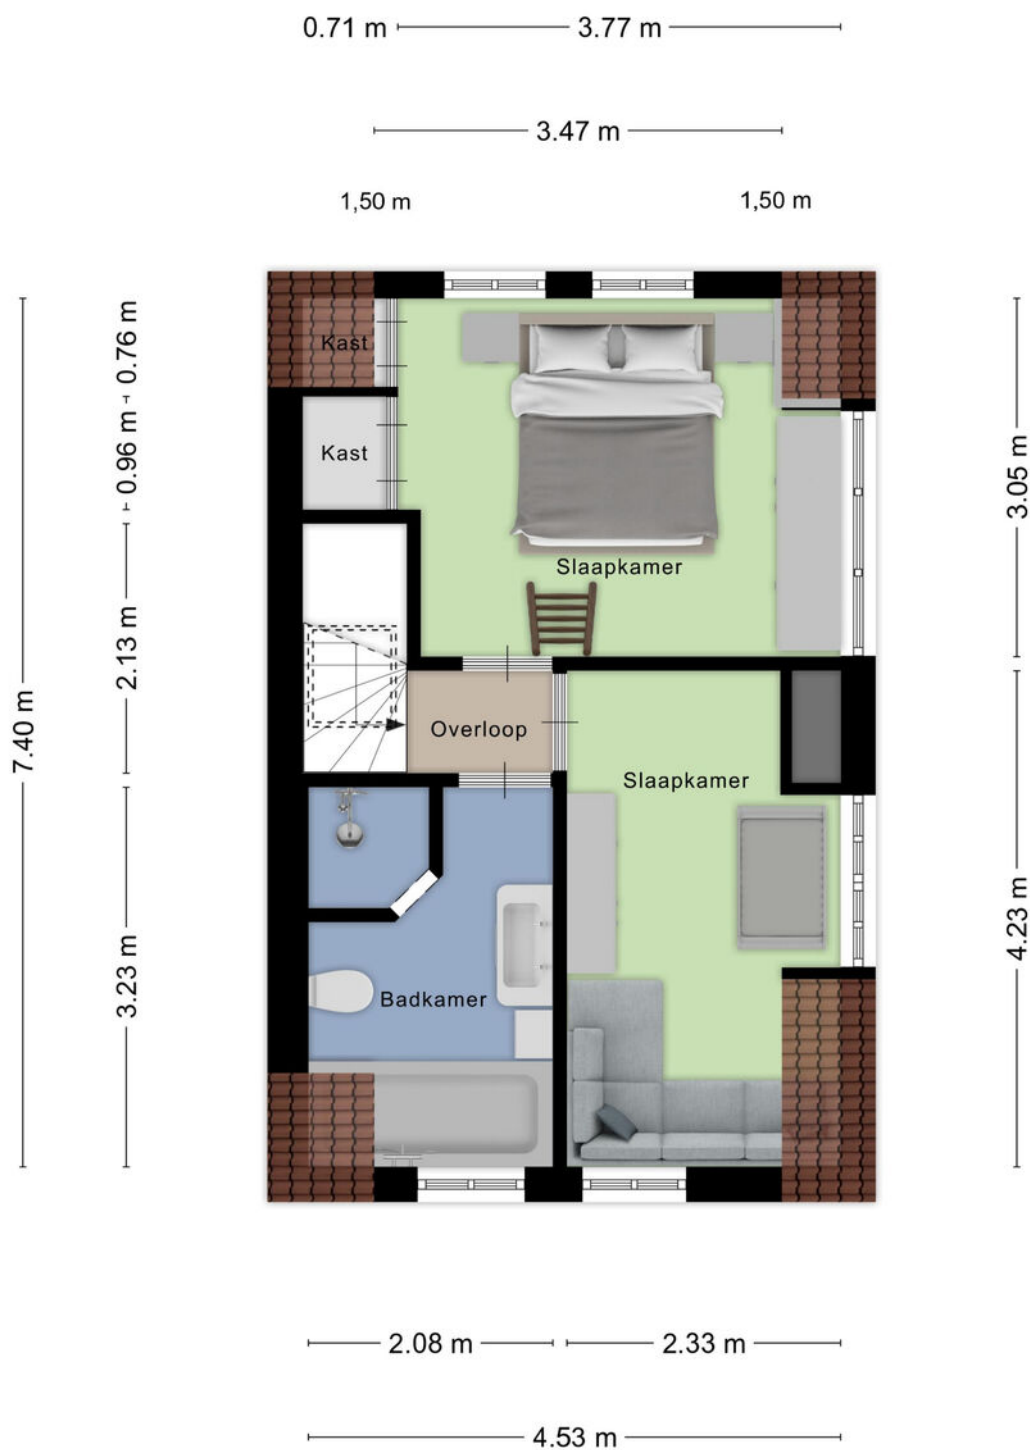 0.71 m
3.77 m
3.47 m
1,50 m
1,50 m
0.76 m
Kast
0.96 m
Kast
3.05 m
Slaapkamer
2.13 m
7.40 m
Overloop
Slaapkamer
4.23 m
3.23 m
Badkamer
2.08 m
2.33 m
4.53 m